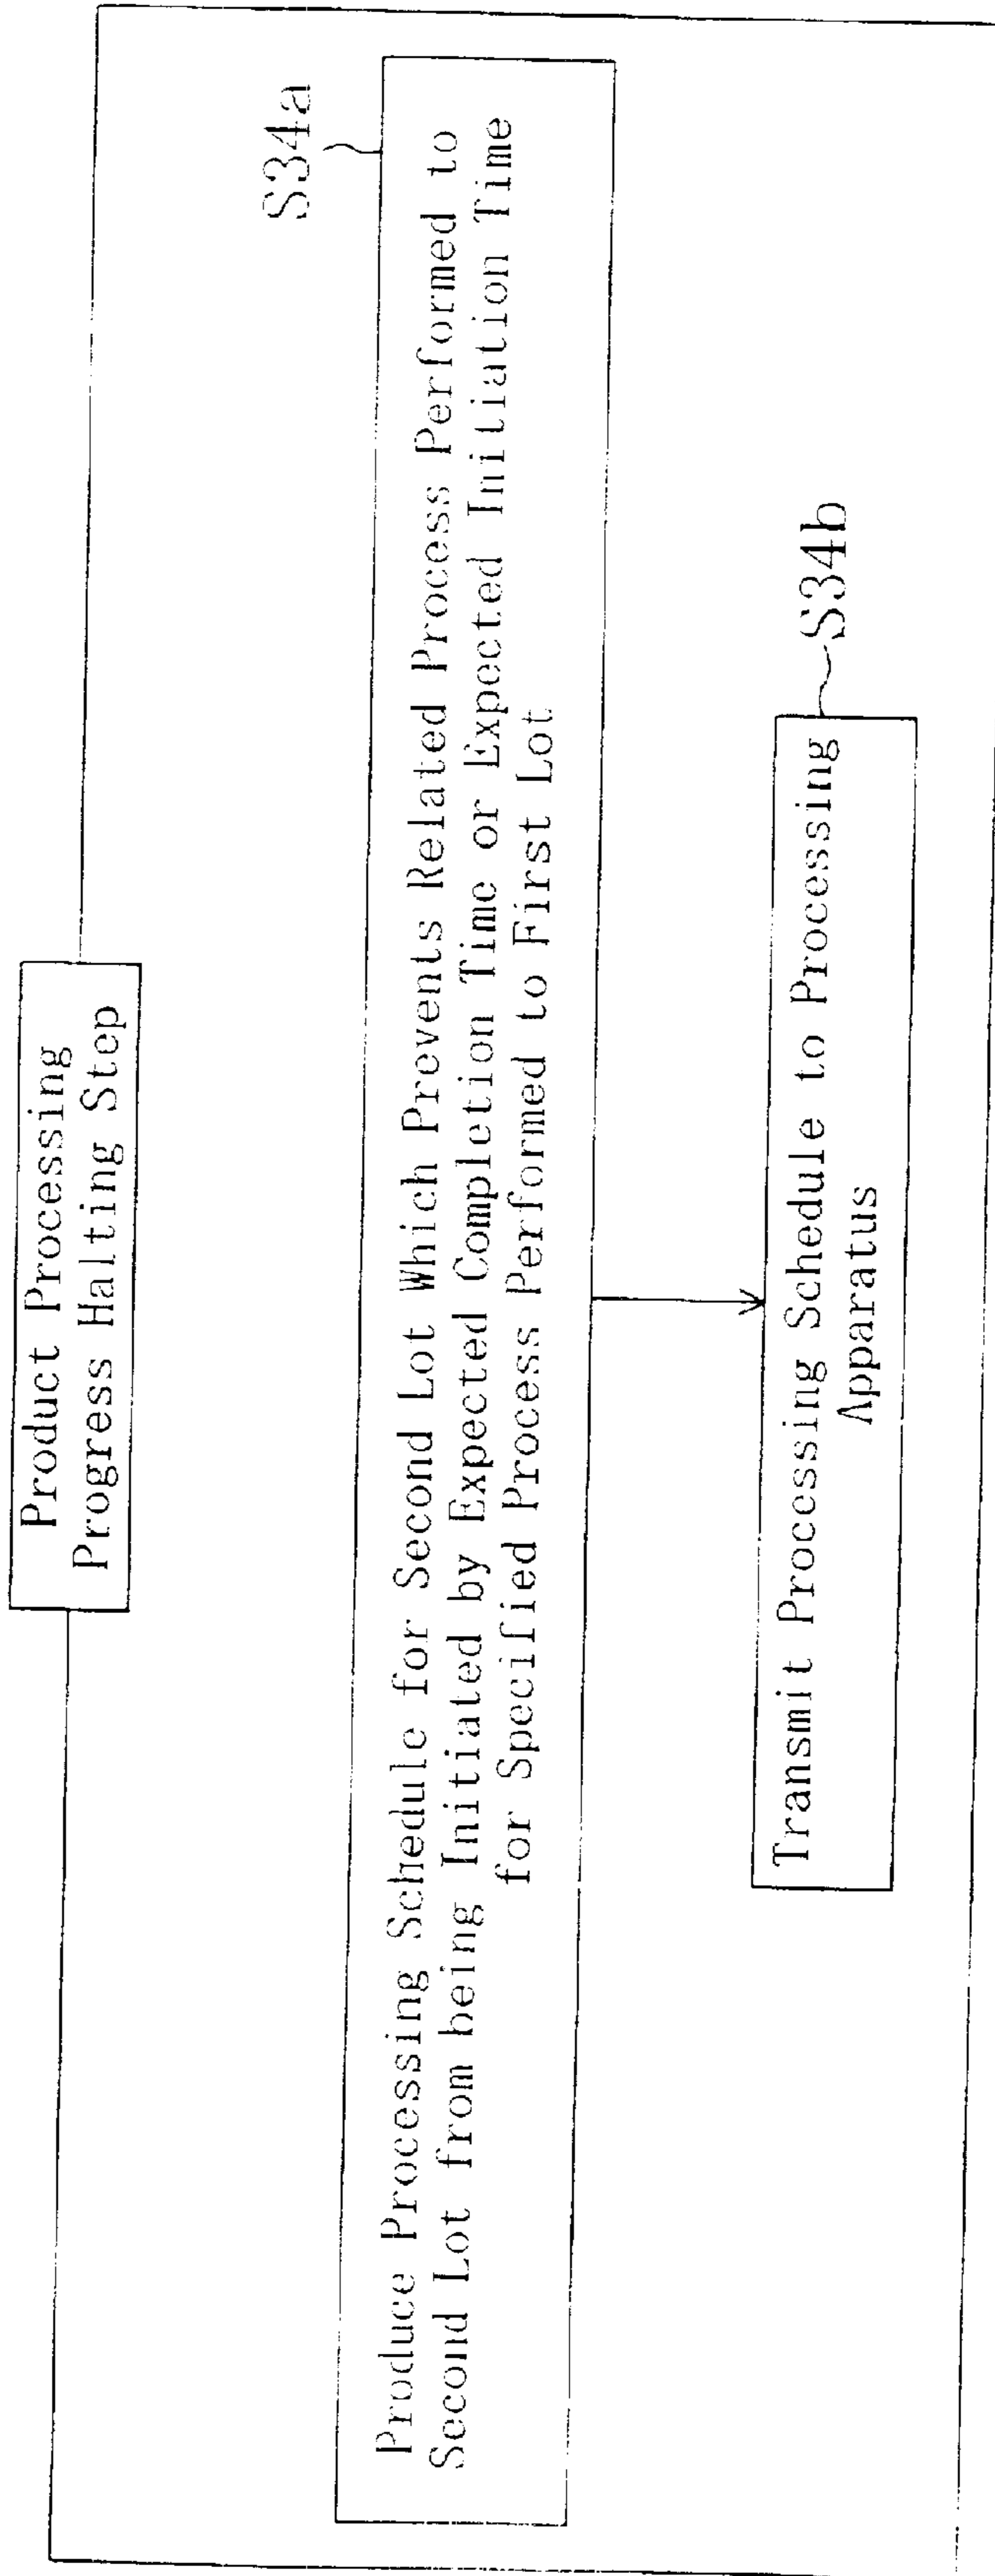 Product Processing
Progress Halting Step
S34a
Produce Processing Schedule for Second Lot Which Prevents Related Process Performed to
Second Lot from being Initiated by Expected Completion Time or Expected Initiation Time
for Specified Process Performed to First Lot
S34b
Transmit Processing Schedule to Processing
Apparatus